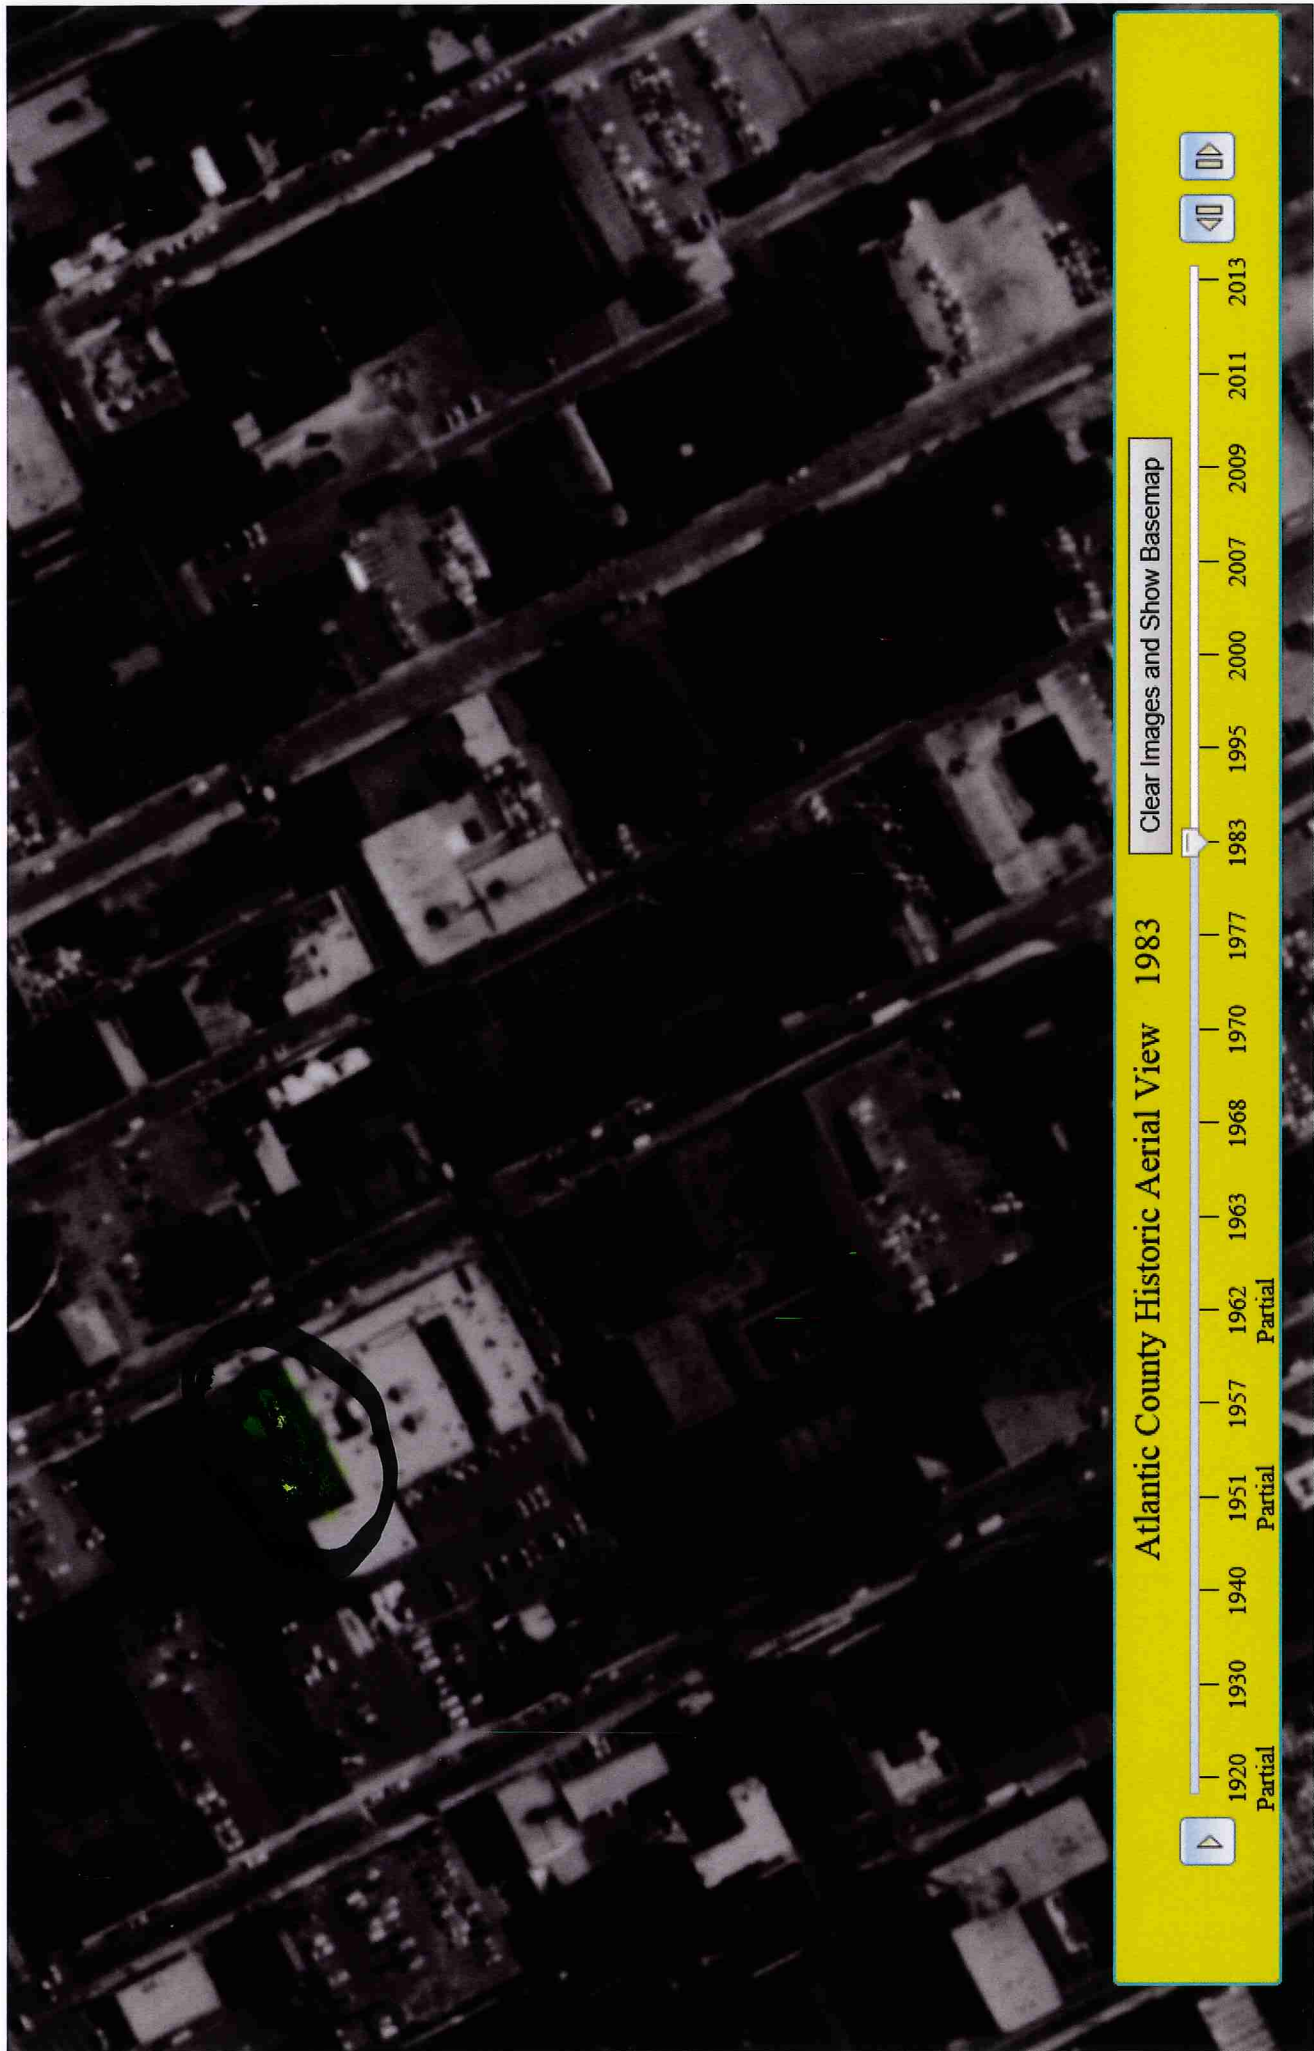 Atlantic County Historic Aerial View 1983
Clear Images and Show Basemap
1920 1930 1940 1951 1957 1962 1963 1968 1970 1977 1983 1995 2000 2007 2009 2011 2013
Partial Partial Partial